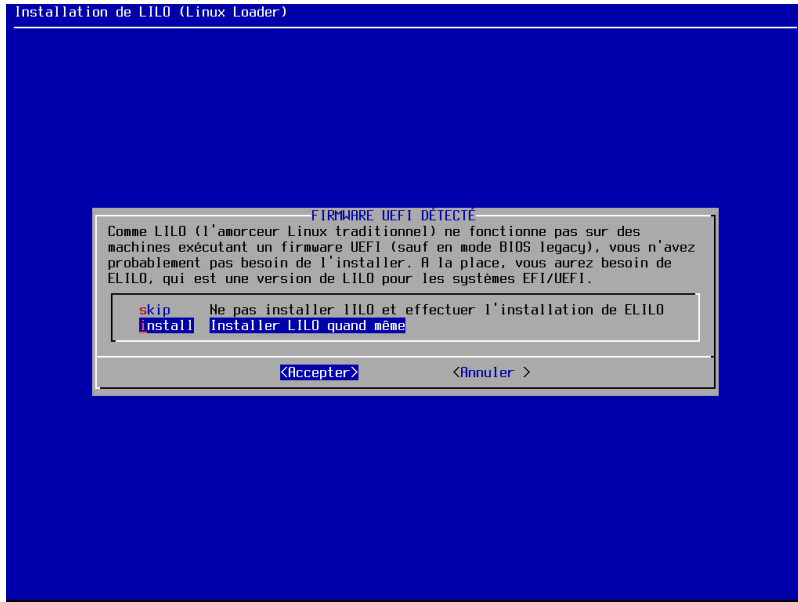 Installation de LILO (Linux Loader)
FIRMWARE UEFI DÉTECTÉ
Comme LILO (l'amorceur Linux traditionnel) ne fonctionne pas sur des
machines exécutant un firmware UEFI (sauf en mode BIOS legacy), vous n'avez
probablement pas besoin de l'installer. A la place, vous aurez besoin de
ELILO, qui est une version de LILO pour les systèmes EFI/UEFI.
skip Ne pas installer lILO et effectuer l'installation de ELILO
install Installer LILO quand même
<Accepter> <Annuler >